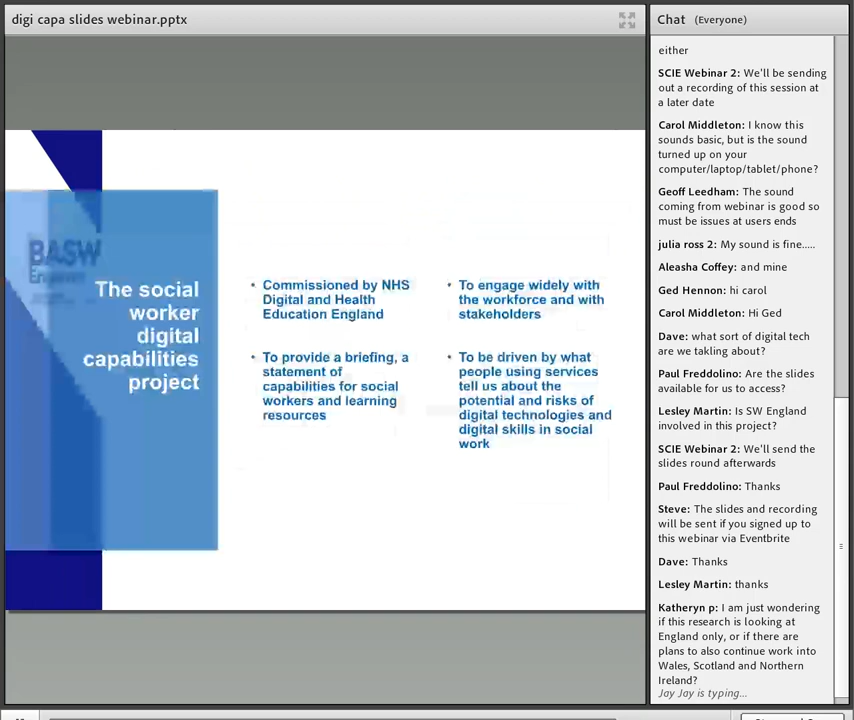 digi capa slides webinar.pptx
BASW
England
The social
worker
digital
capabilities
project
• Commissioned by NHS
Digital and Health
Education England
• To provide a briefing, a
statement of
capabilities for social
workers and learning
resources
• To engage widely with
the workforce and with
stakeholders
• To be driven by what
people using services
tell us about the
potential and risks of
digital technologies and
digital skills in social
work
Chat (Everyone)
either
SCIE Webinar 2: We'll be sending
out a recording of this session at
a later date
Carol Middleton: I know this
sounds basic, but is the sound
turned up on your
computer/laptop/tablet/phone?
Geoff Leedham: The sound
coming from webinar is good so
must be issues at users ends
julia ross 2: My sound is fine.....
Aleasha Coffey: and mine
Ged Hennon: hi carol
Carol Middleton: Hi Ged
Dave: what sort of digital tech
are we takling about?
Paul Freddolino: Are the slides
available for us to access?
Lesley Martin: Is SW England
involved in this project?
SCIE Webinar 2: We'll send the
slides round afterwards
Paul Freddolino: Thanks
Steve: The slides and recording
will be sent if you signed up to
this webinar via Eventbrite
Dave: Thanks
Lesley Martin: thanks
Katheryn p: I am just wondering
if this research is looking at
England only, or if there are
plans to also continue work into
Wales, Scotland and Northern
Ireland?
Jay Jay is typing...